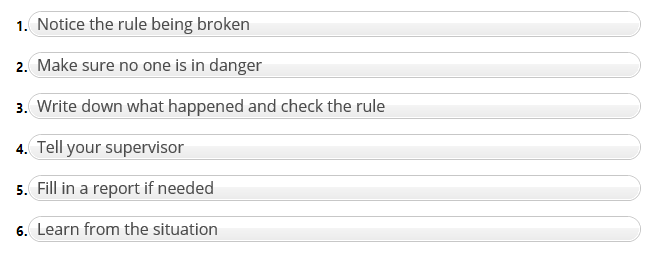 1. Notice the rule being broken
2. Make sure no one is in danger
3. Write down what happened and check the rule
4. Tell your supervisor
5. Fill in a report if needed
6. Learn from the situation